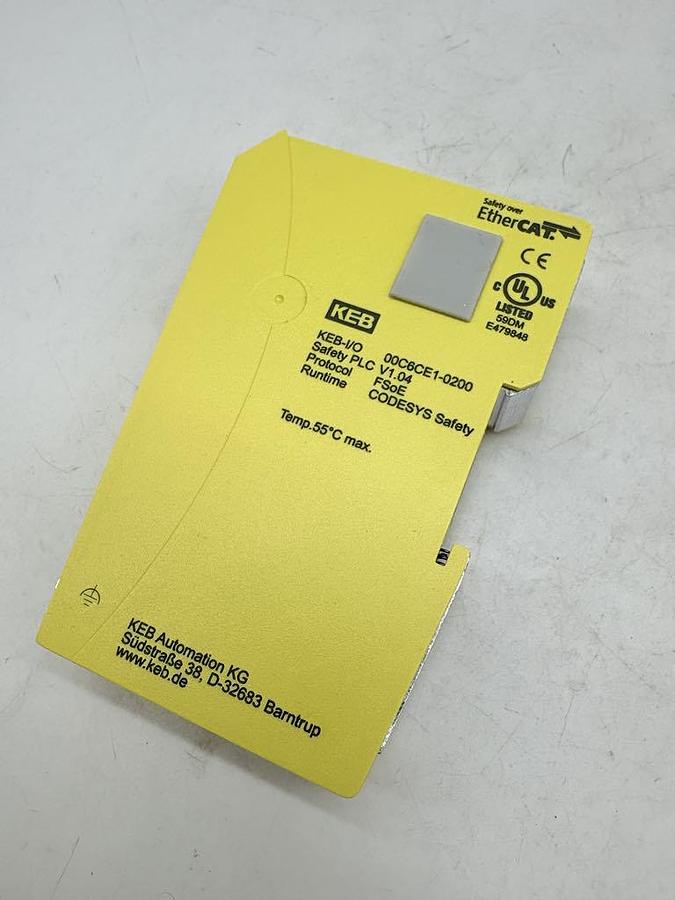 Safety over
EtherCAT.
CE
C UL US
LISTED
59DM
E479848
KEB
KEB-I/O 00C6CE1-0200
Safety PLC V1.04
Protocol FSoE
Runtime CODESYS Safety
Temp.55°C max.
KEB Automation KG
Südstraße 38, D-32683 Barntrup
www.keb.de